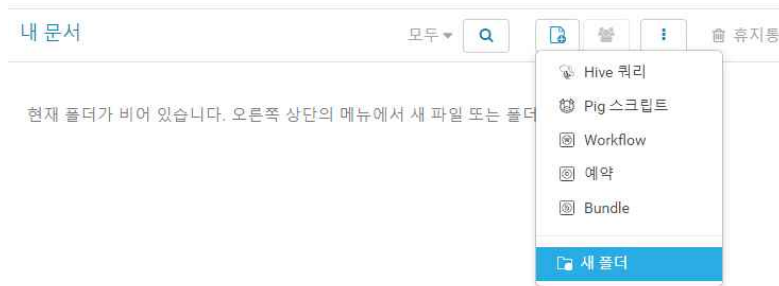 내 문서 모두 휴지통
현재 폴더가 비어 있습니다. 오른쪽 상단의 메뉴에서 새 파일 또는 폴더
Hive 쿼리
Pig 스크립트
Workflow
예약
Bundle
새 폴더